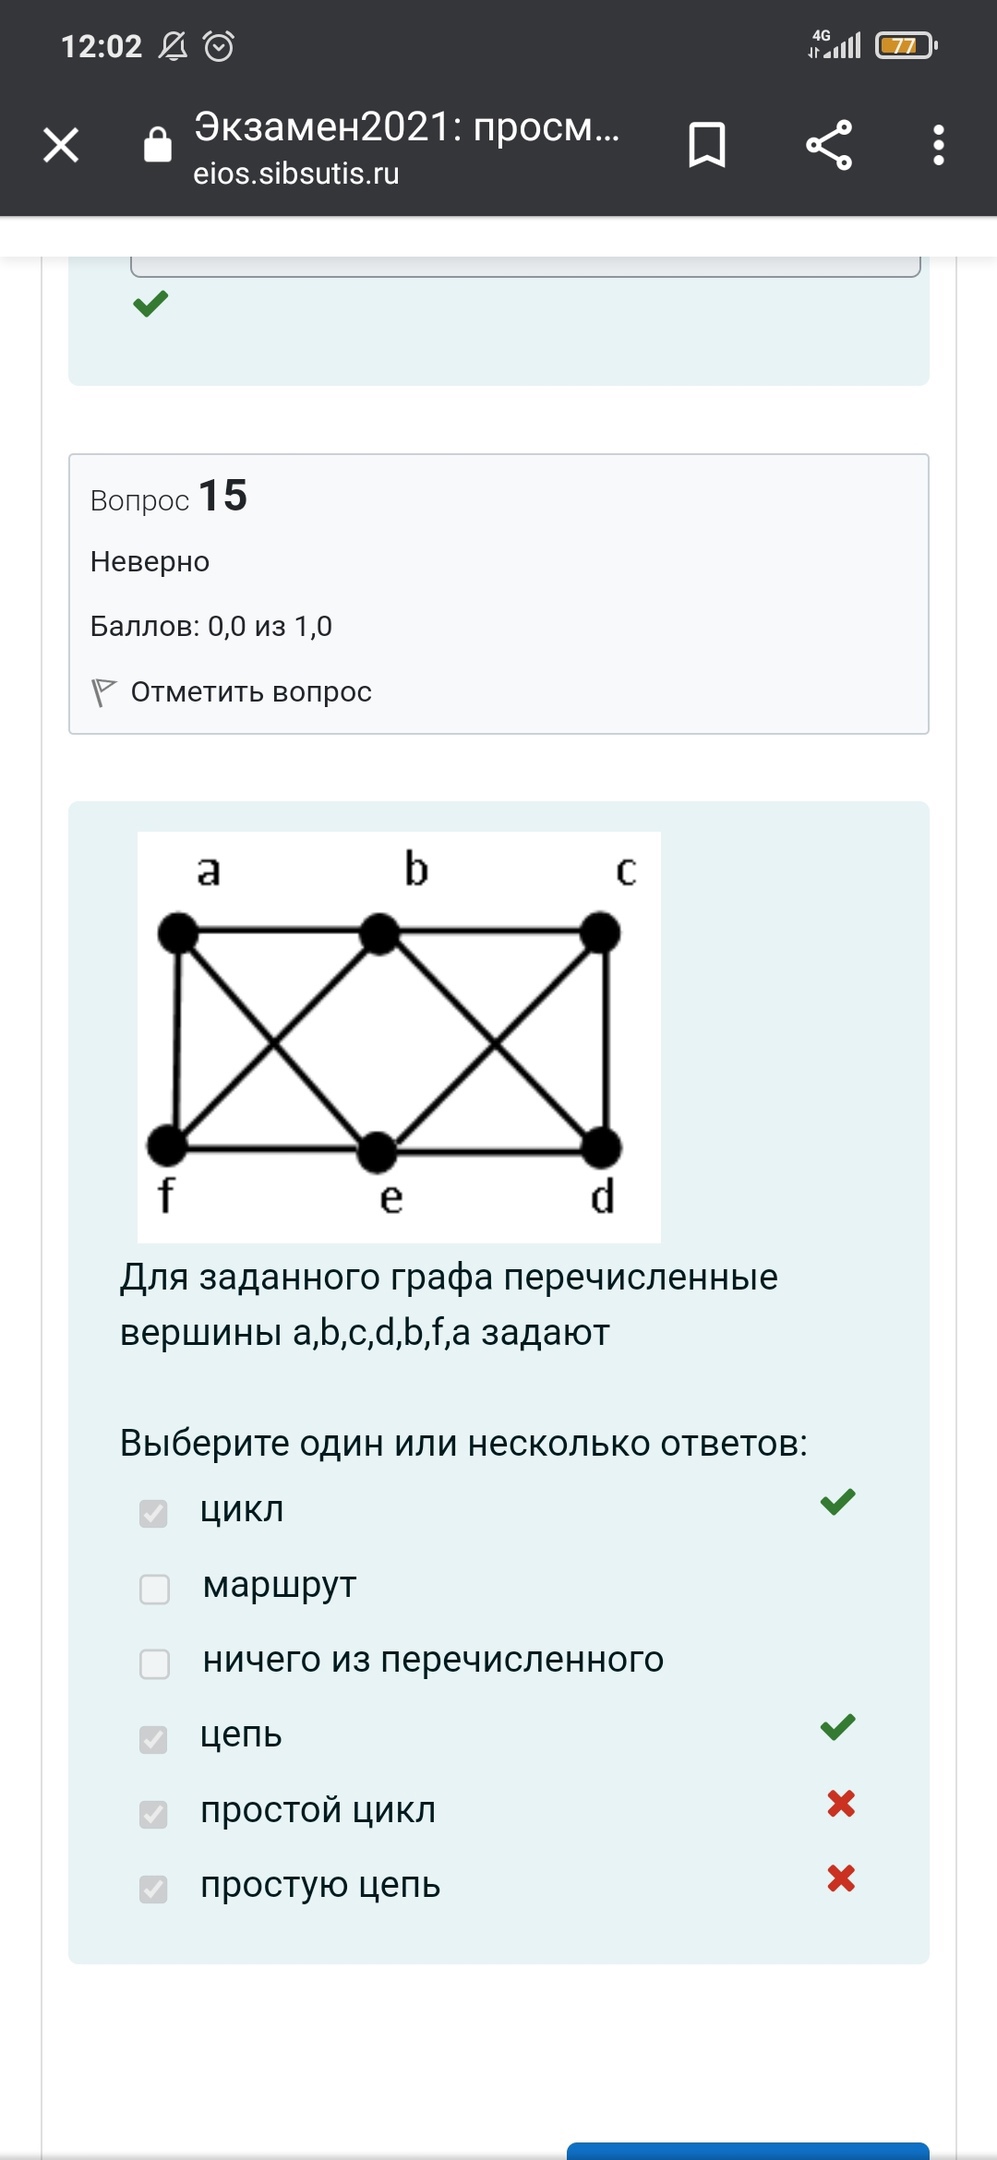 12:02
4G
77
Экзамен2021: просм...
eios.sibsutis.ru
Вопрос 15
Неверно
Баллов: 0,0 из 1,0
Отметить вопрос
a b c
f e d
Для заданного графа перечисленные
вершины a,b,c,d,b,f,a задают
Выберите один или несколько ответов:
цикл
маршрут
ничего из перечисленного
цепь
простой цикл
простую цепь